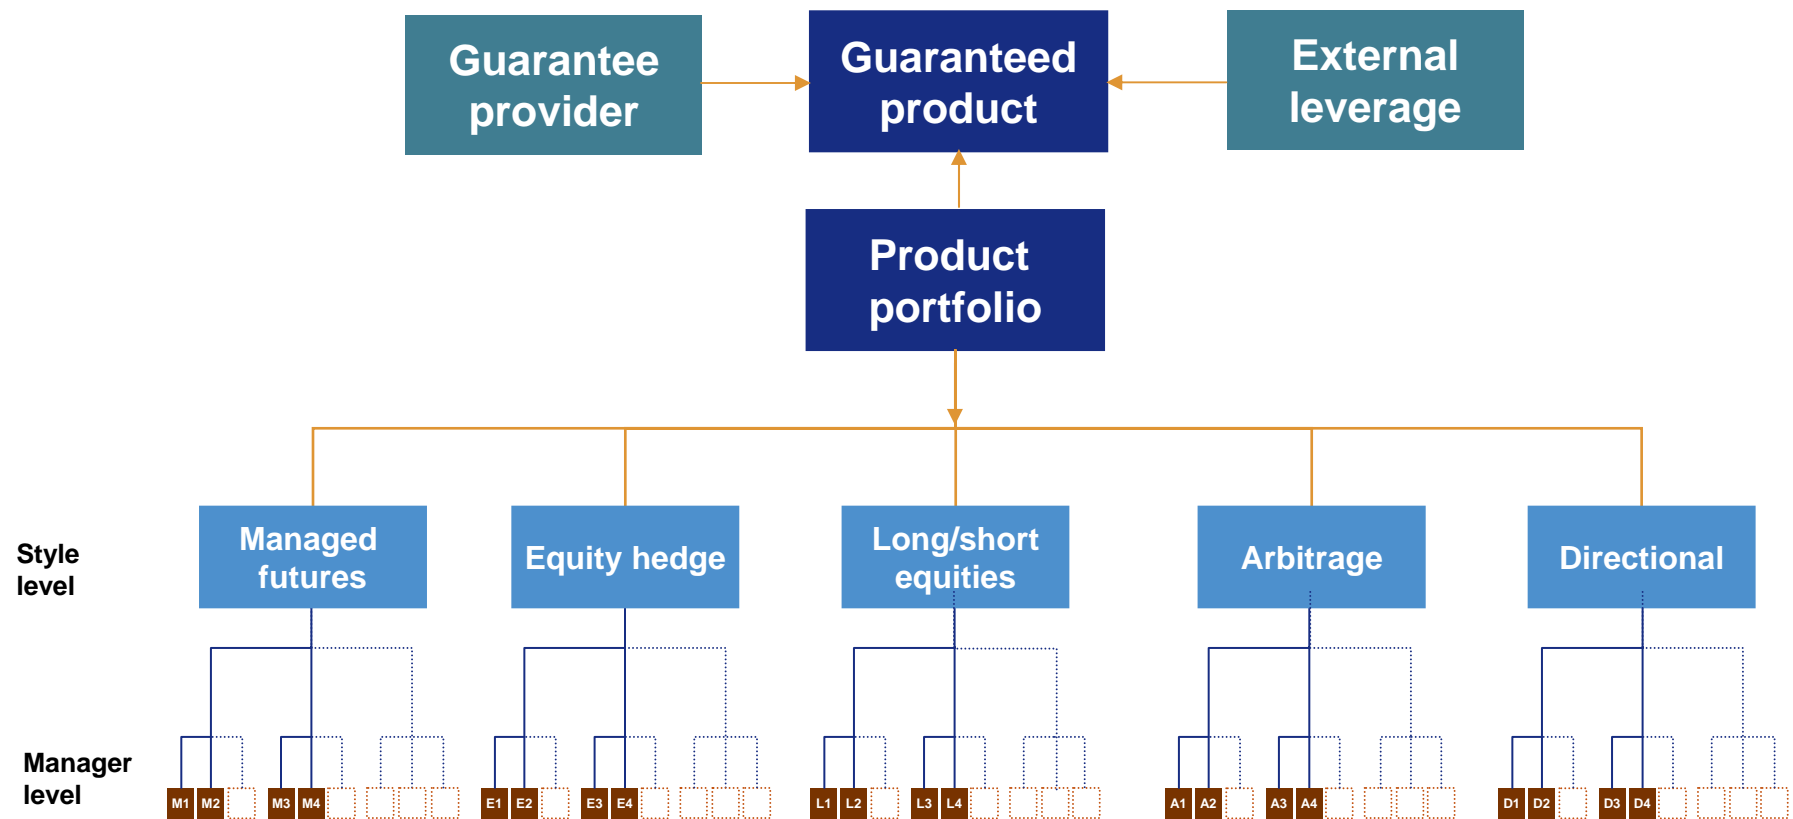 Guarantee
provider
Guaranteed
product
External
leverage
Product
portfolio
Style
level
Managed
futures
Equity hedge
Long/short
equities
Arbitrage
Directional
Manager
level
M1 M2 M3 M4 E1 E2 E3 E4 L1 L2 L3 L4 A1 A2 A3 A4 D1 D2 D3 D4